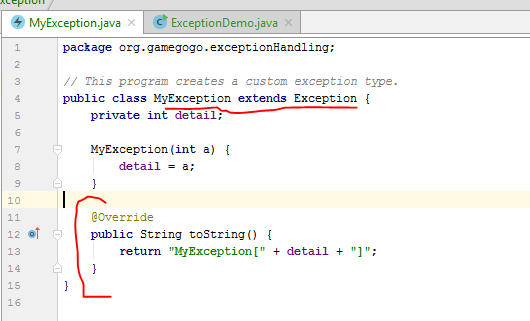 xception
MyException.java
ExceptionDemo.java
1 package org.gamegogo.exceptionHandling;
2
3 // This program creates a custom exception type.
4 public class MyException extends Exception {
5 private int detail;
6
7 MyException(int a) {
8 detail = a;
9 }
10
11 @Override
12 public String toString() {
13 return "MyException[" + detail + "]";
14 }
15 }
16